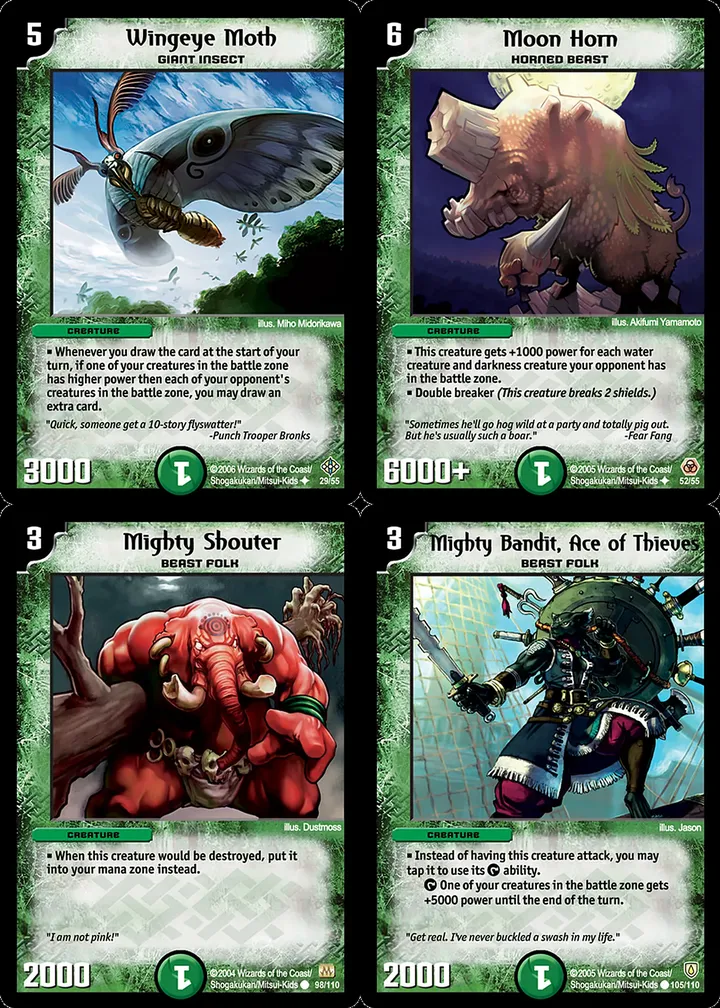 5
Wingeye Moth
GIANT INSECT
illus. Miho Midorikawa
CREATURE
▪ Whenever you draw the card at the start of your
turn, if one of your creatures in the battle zone
has higher power then each of your opponent's
creatures in the battle zone, you may draw an
extra card.
"Quick, someone get a 10-story flyswatter!"
-Punch Trooper Bronks
3000
1
©2006 Wizards of the Coast/
Shogakukan/Mitsui-Kids
29/55
6
Moon Horn
HORNED BEAST
illus. Akifumi Yamamoto
CREATURE
▪ This creature gets +1000 power for each water
creature and darkness creature your opponent has
in the battle zone.
▪ Double breaker (This creature breaks 2 shields.)
"Sometimes he'll go hog wild at a party and totally pig out.
But he's usually such a boar."
-Fear Fang
6000+
1
©2005 Wizards of the Coast/
Shogakukan/Mitsui-Kids
52/55
3
Mighty Shouter
BEAST FOLK
illus. Dustmoss
CREATURE
▪ When this creature would be destroyed, put it
into your mana zone instead.
"I am not pink!"
2000
1
©2004 Wizards of the Coast/
Shogakukan/Mitsui-Kids
98/110
3
Mighty Bandit, Ace of Thieves
BEAST FOLK
illus. Jason
CREATURE
▪ Instead of having this creature attack, you may
tap it to use its ability.
One of your creatures in the battle zone gets
+5000 power until the end of the turn.
"Get real. I've never buckled a swash in my life."
2000
1
©2005 Wizards of the Coast/
Shogakukan/Mitsui-Kids
105/110